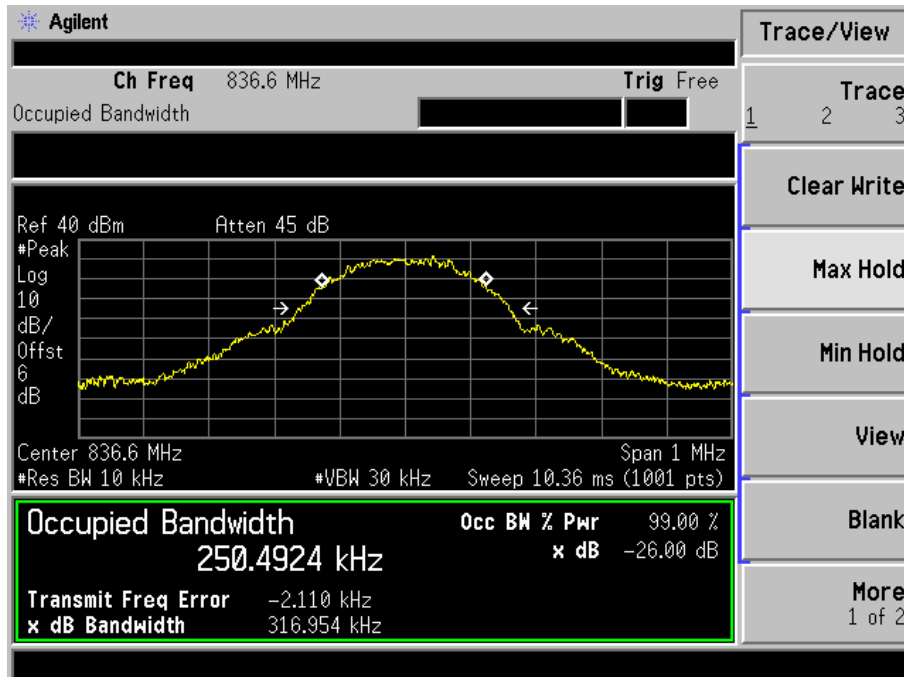 Agilent
Trace/View
Ch Freq 836.6 MHz Trig Free
Occupied Bandwidth
Trace
1 2 3
Clear Write
Max Hold
Min Hold
View
Blank
More
1 of 2
Ref 40 dBm Atten 45 dB
#Peak
Log
10
dB/
Offst
6
dB
Center 836.6 MHz Span 1 MHz
#Res BW 10 kHz #VBW 30 kHz Sweep 10.36 ms (1001 pts)
Occupied Bandwidth
250.4924 kHz
Occ BW % Pwr 99.00 %
x dB -26.00 dB
Transmit Freq Error -2.110 kHz
x dB Bandwidth 316.954 kHz